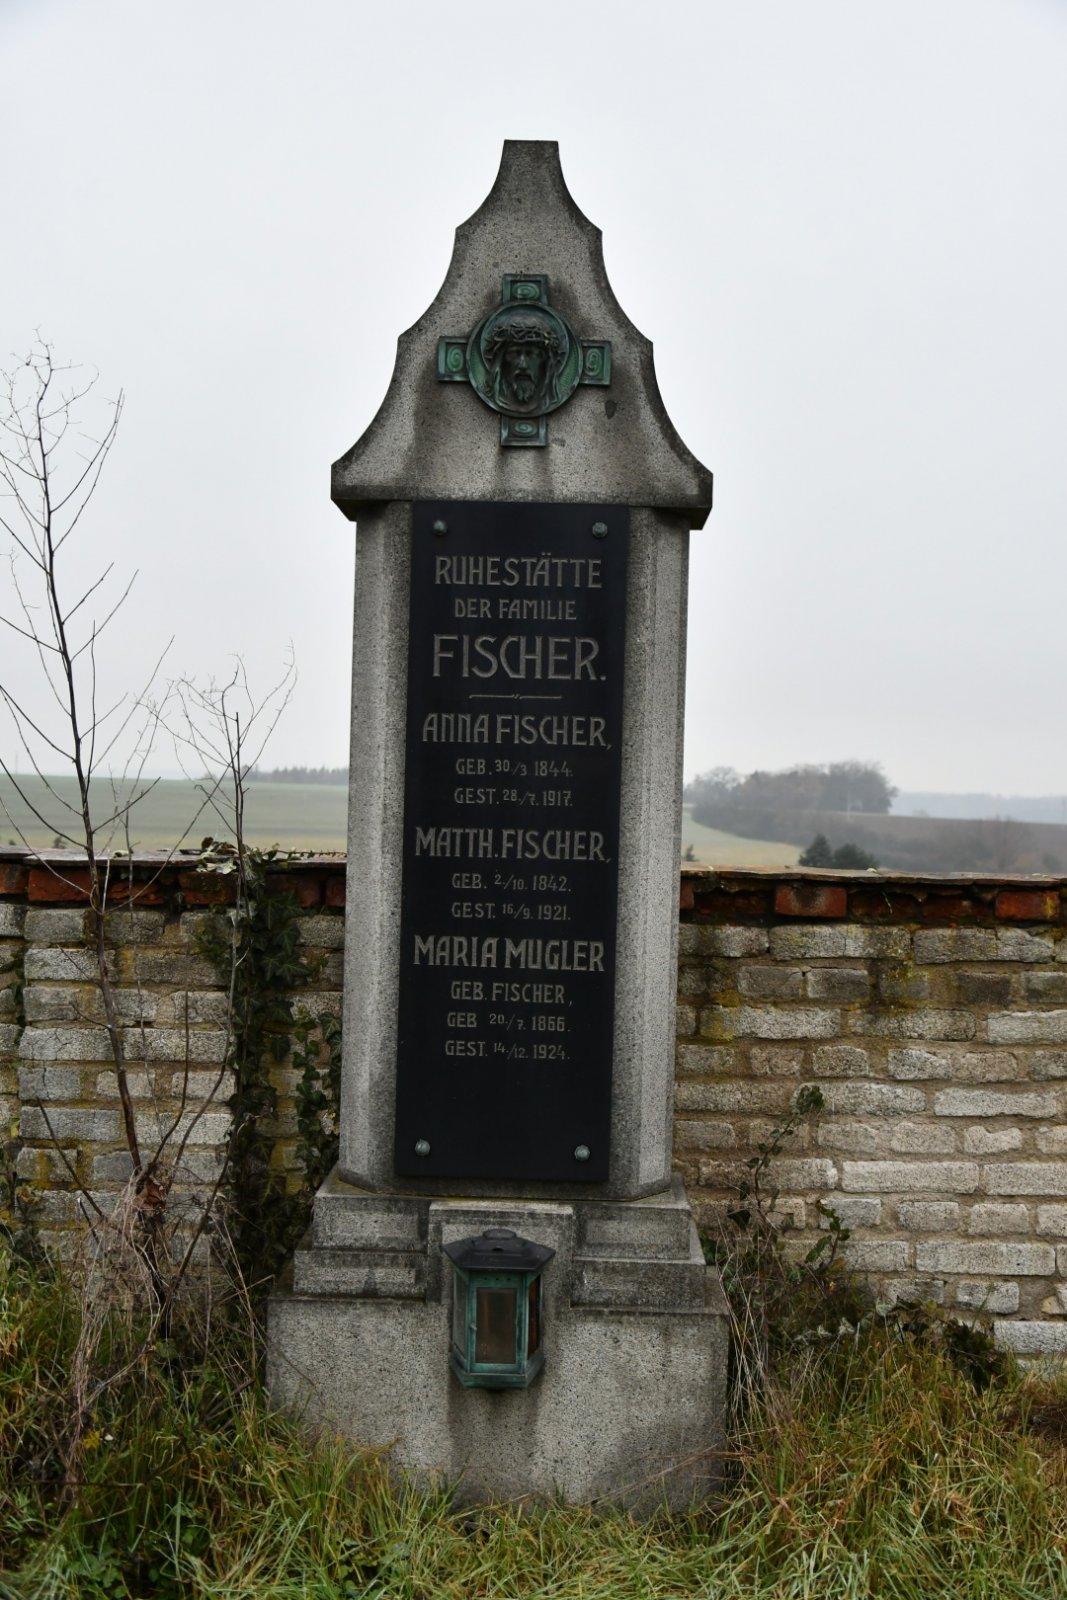 RUHESTÄTTE
DER FAMILIE
FISCHER.
ANNA FISCHER,
GEB. 30/3 1844.
GEST. 28./7. 1917.
MATTH. FISCHER,
GEB. 2/10. 1842.
GEST. 16/9. 1921.
MARIA MUGLER
GEB. FISCHER,
GEB 20./7. 1866.
GEST. 14/12. 1924.